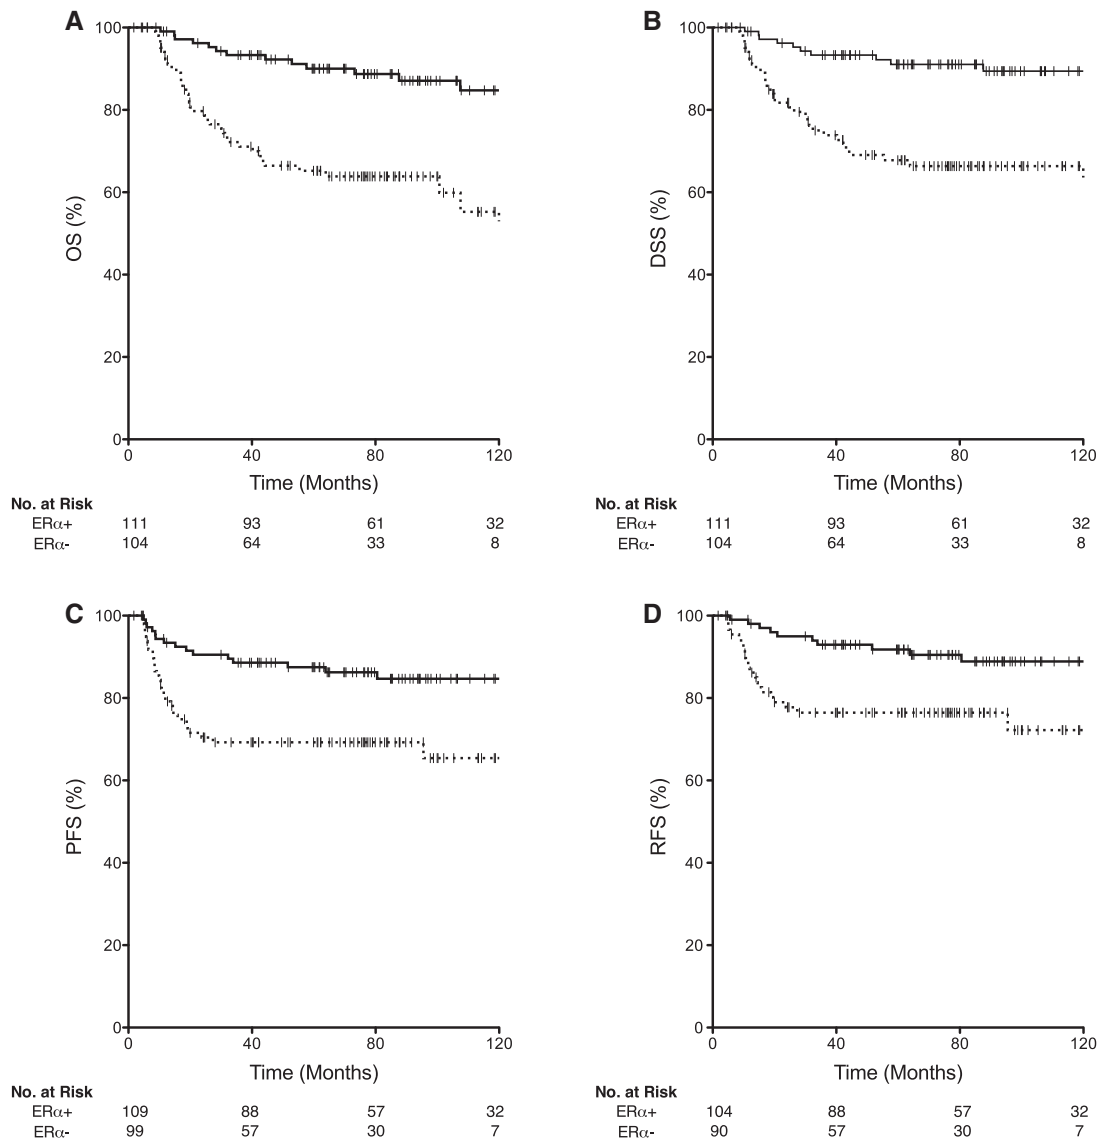 A
100
80
60
40
20
0
OS (%)
0 40 80 120
Time (Months)
No. at Risk
ERα+ 111 93 61 32
ERα- 104 64 33 8
B
100
80
60
40
20
0
DSS (%)
0 40 80 120
Time (Months)
No. at Risk
ERα+ 111 93 61 32
ERα- 104 64 33 8
C
100
80
60
40
20
0
PFS (%)
0 40 80 120
Time (Months)
No. at Risk
ERα+ 109 88 57 32
ERα- 99 57 30 7
D
100
80
60
40
20
0
RFS (%)
0 40 80 120
Time (Months)
No. at Risk
ERα+ 104 88 57 32
ERα- 90 57 30 7